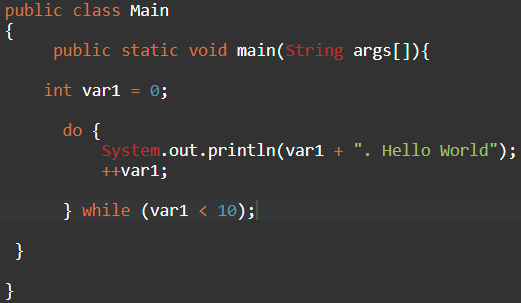 public class Main
{
public static void main(String args[]){
int var1 = 0;
do {
System.out.println(var1 + ". Hello World");
++var1;
} while (var1 < 10);
}
}